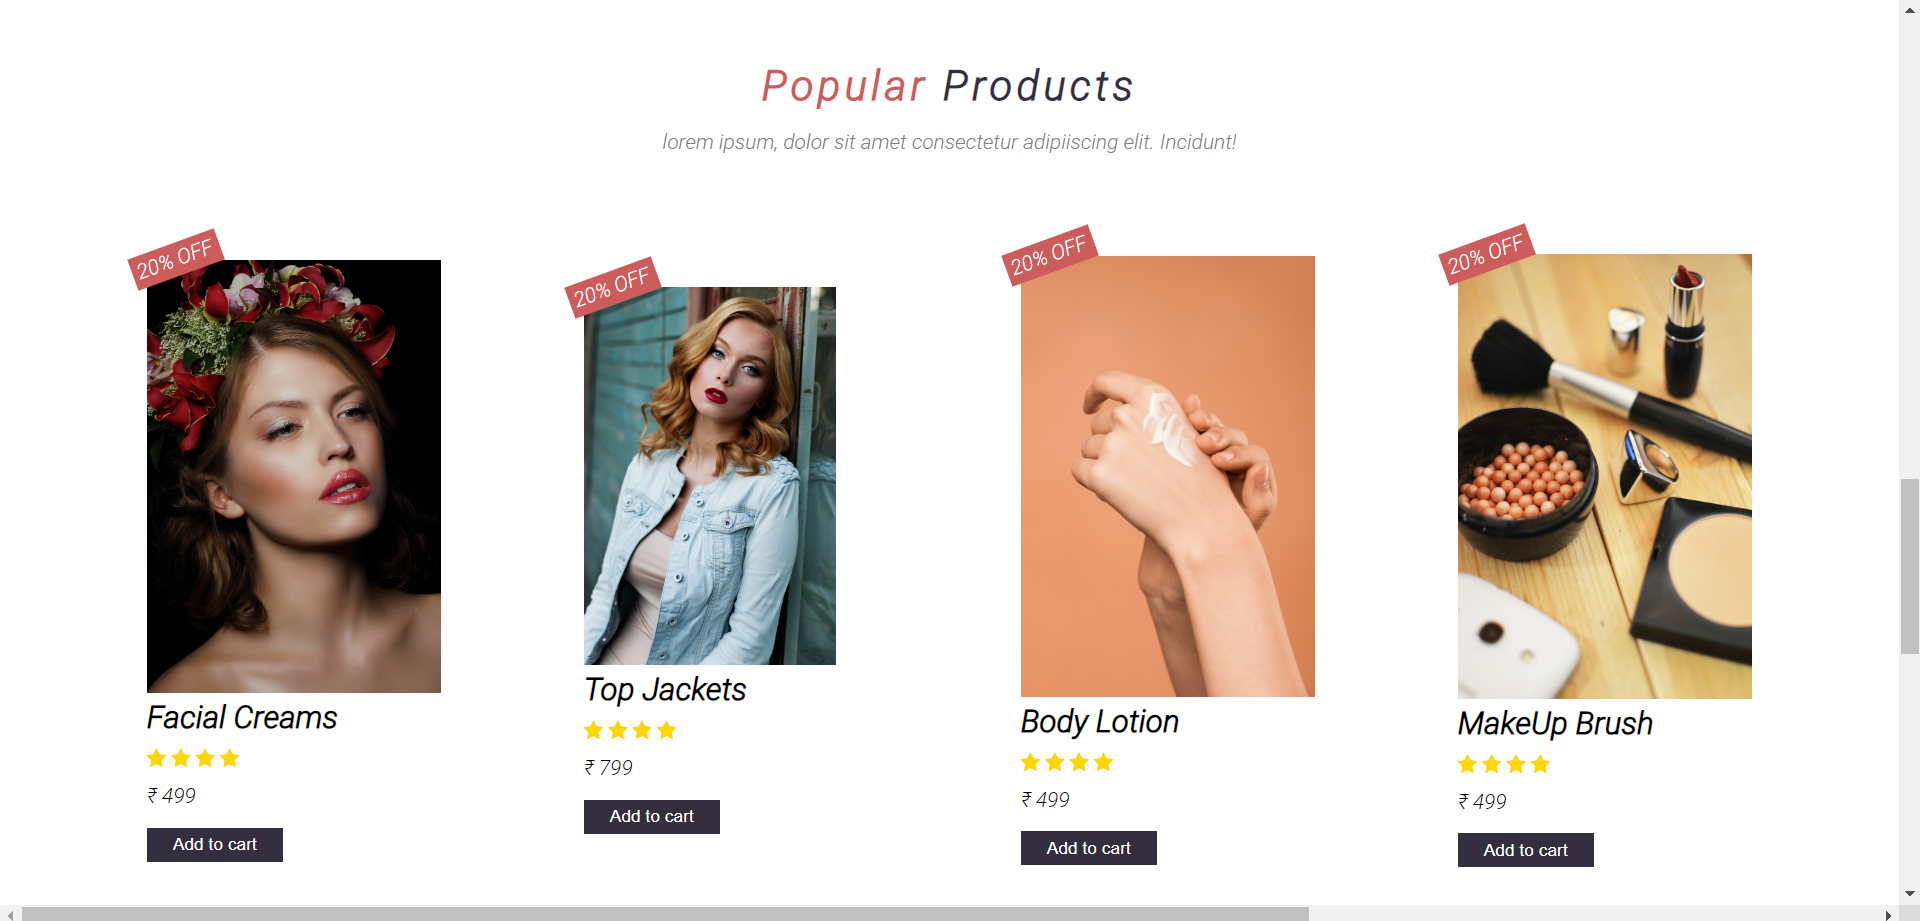 Popular Products
lorem ipsum, dolor sit amet consectetur adipiiscing elit. Incidunt!
20% OFF
Facial Creams
₹ 499
Add to cart
20% OFF
Top Jackets
₹ 799
Add to cart
20% OFF
Body Lotion
₹ 499
Add to cart
20% OFF
MakeUp Brush
₹ 499
Add to cart